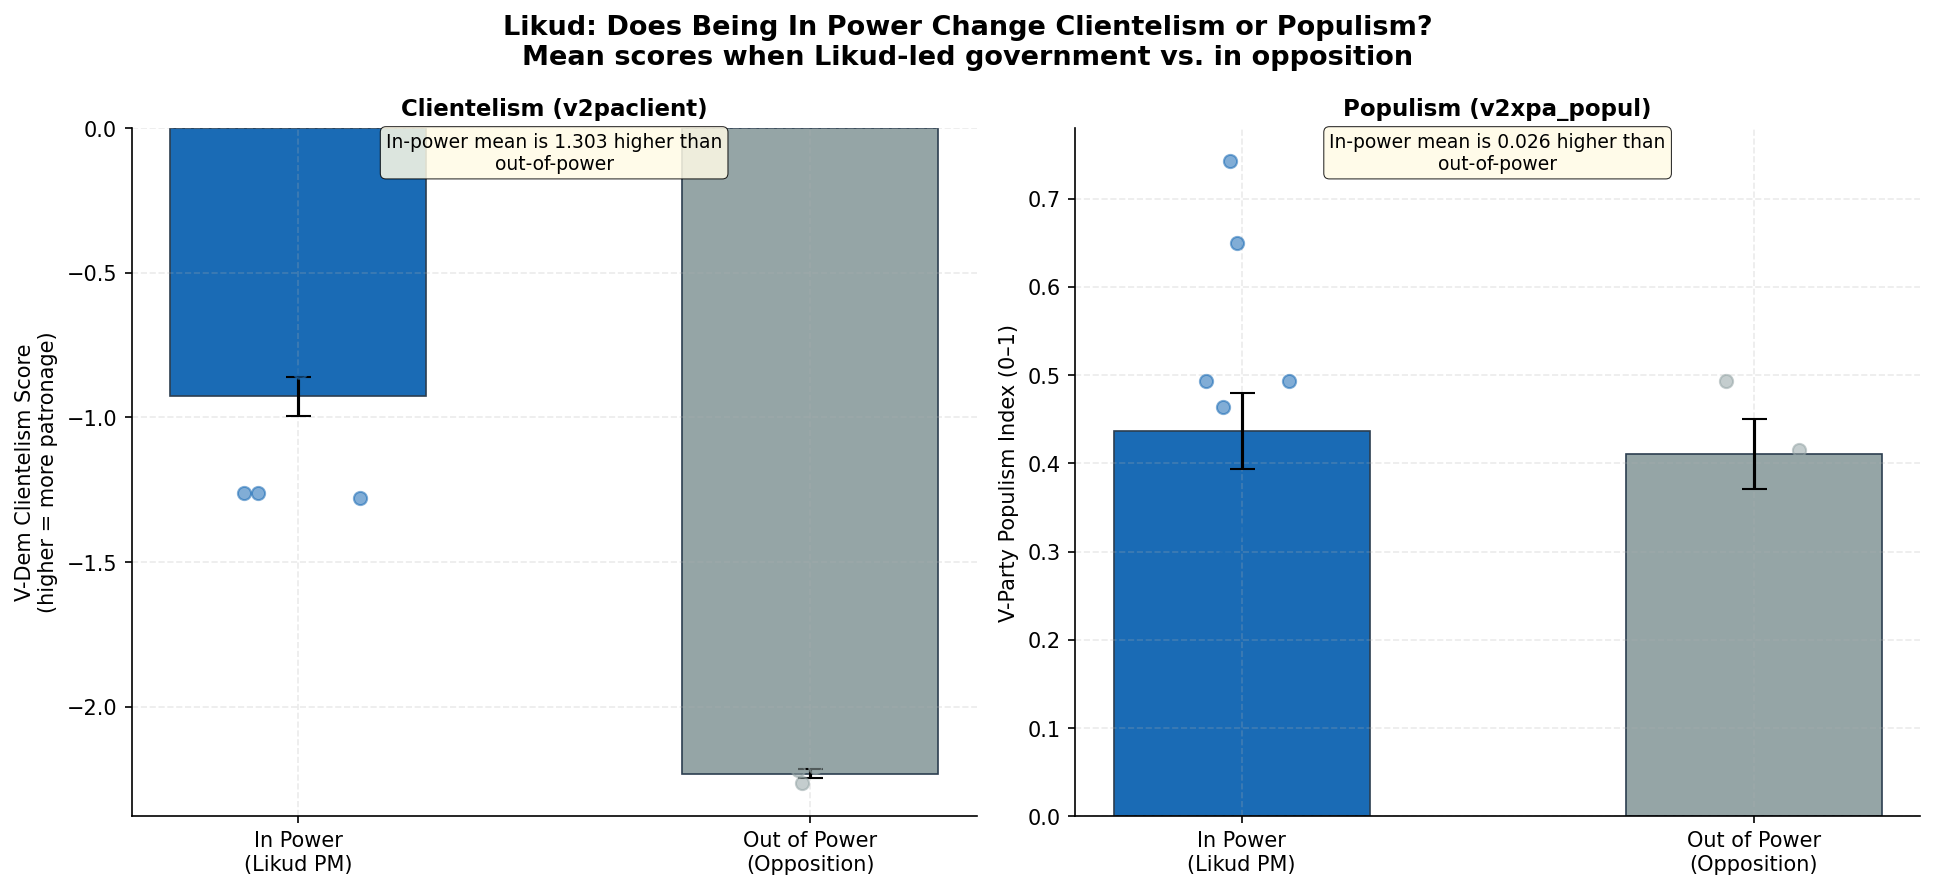 Likud: Does Being In Power Change Clientelism or Populism?
Mean scores when Likud-led government vs. in opposition
Clientelism (v2paclient)
In-power mean is 1.303 higher than
out-of-power
V-Dem Clientelism Score
(higher = more patronage)
0.0
−0.5
−1.0
−1.5
−2.0
In Power
(Likud PM)
Out of Power
(Opposition)
Populism (v2xpa_popul)
In-power mean is 0.026 higher than
out-of-power
V-Party Populism Index (0–1)
0.7
0.6
0.5
0.4
0.3
0.2
0.1
0.0
In Power
(Likud PM)
Out of Power
(Opposition)